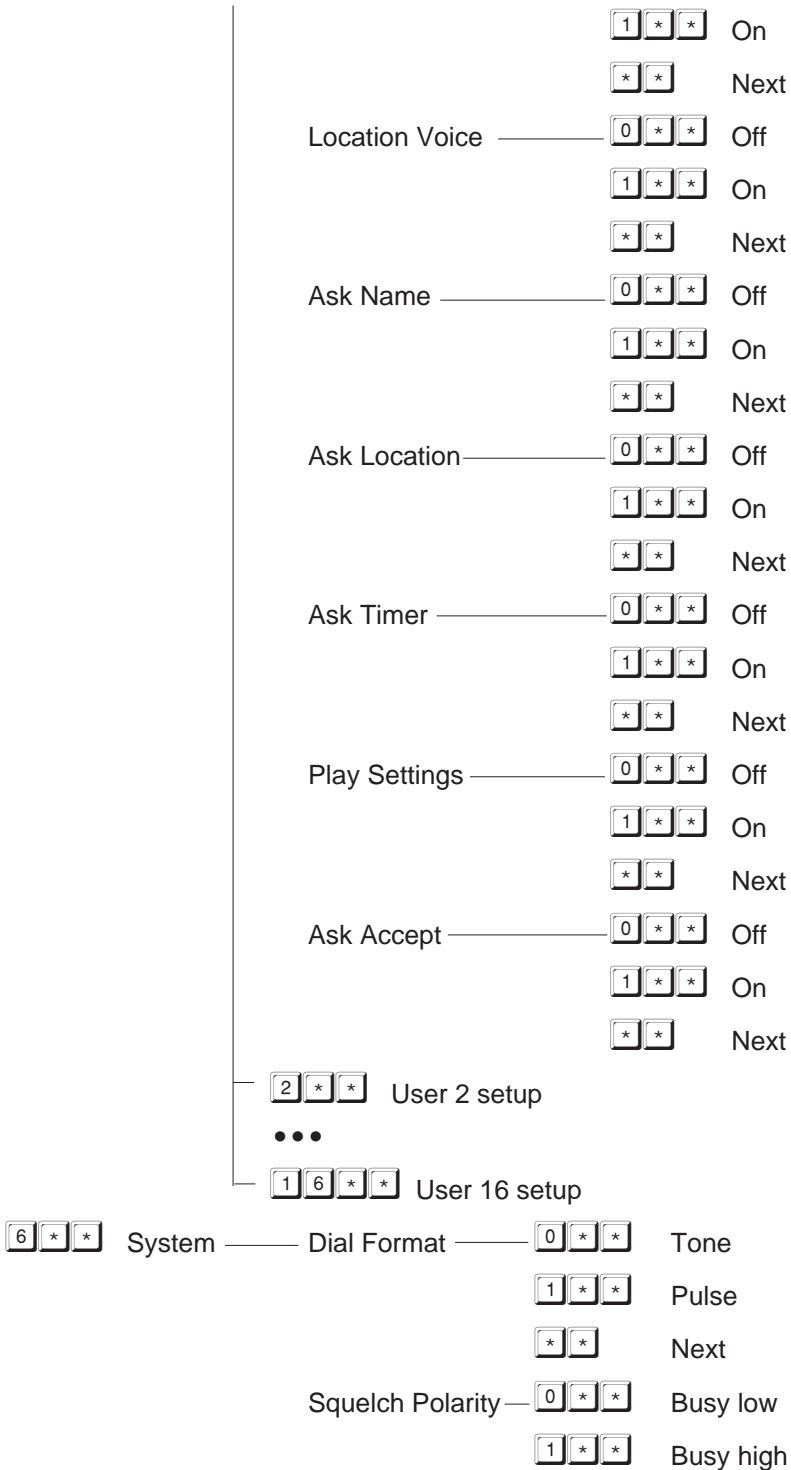 1 * * On
* * Next
Location Voice 0 * * Off
1 * * On
* * Next
Ask Name 0 * * Off
1 * * On
* * Next
Ask Location 0 * * Off
1 * * On
* * Next
Ask Timer 0 * * Off
1 * * On
* * Next
Play Settings 0 * * Off
1 * * On
* * Next
Ask Accept 0 * * Off
1 * * On
* * Next
2 * * User 2 setup
•••
1 6 * * User 16 setup
6 * * System Dial Format 0 * * Tone
1 * * Pulse
* * Next
Squelch Polarity 0 * * Busy low
1 * * Busy high